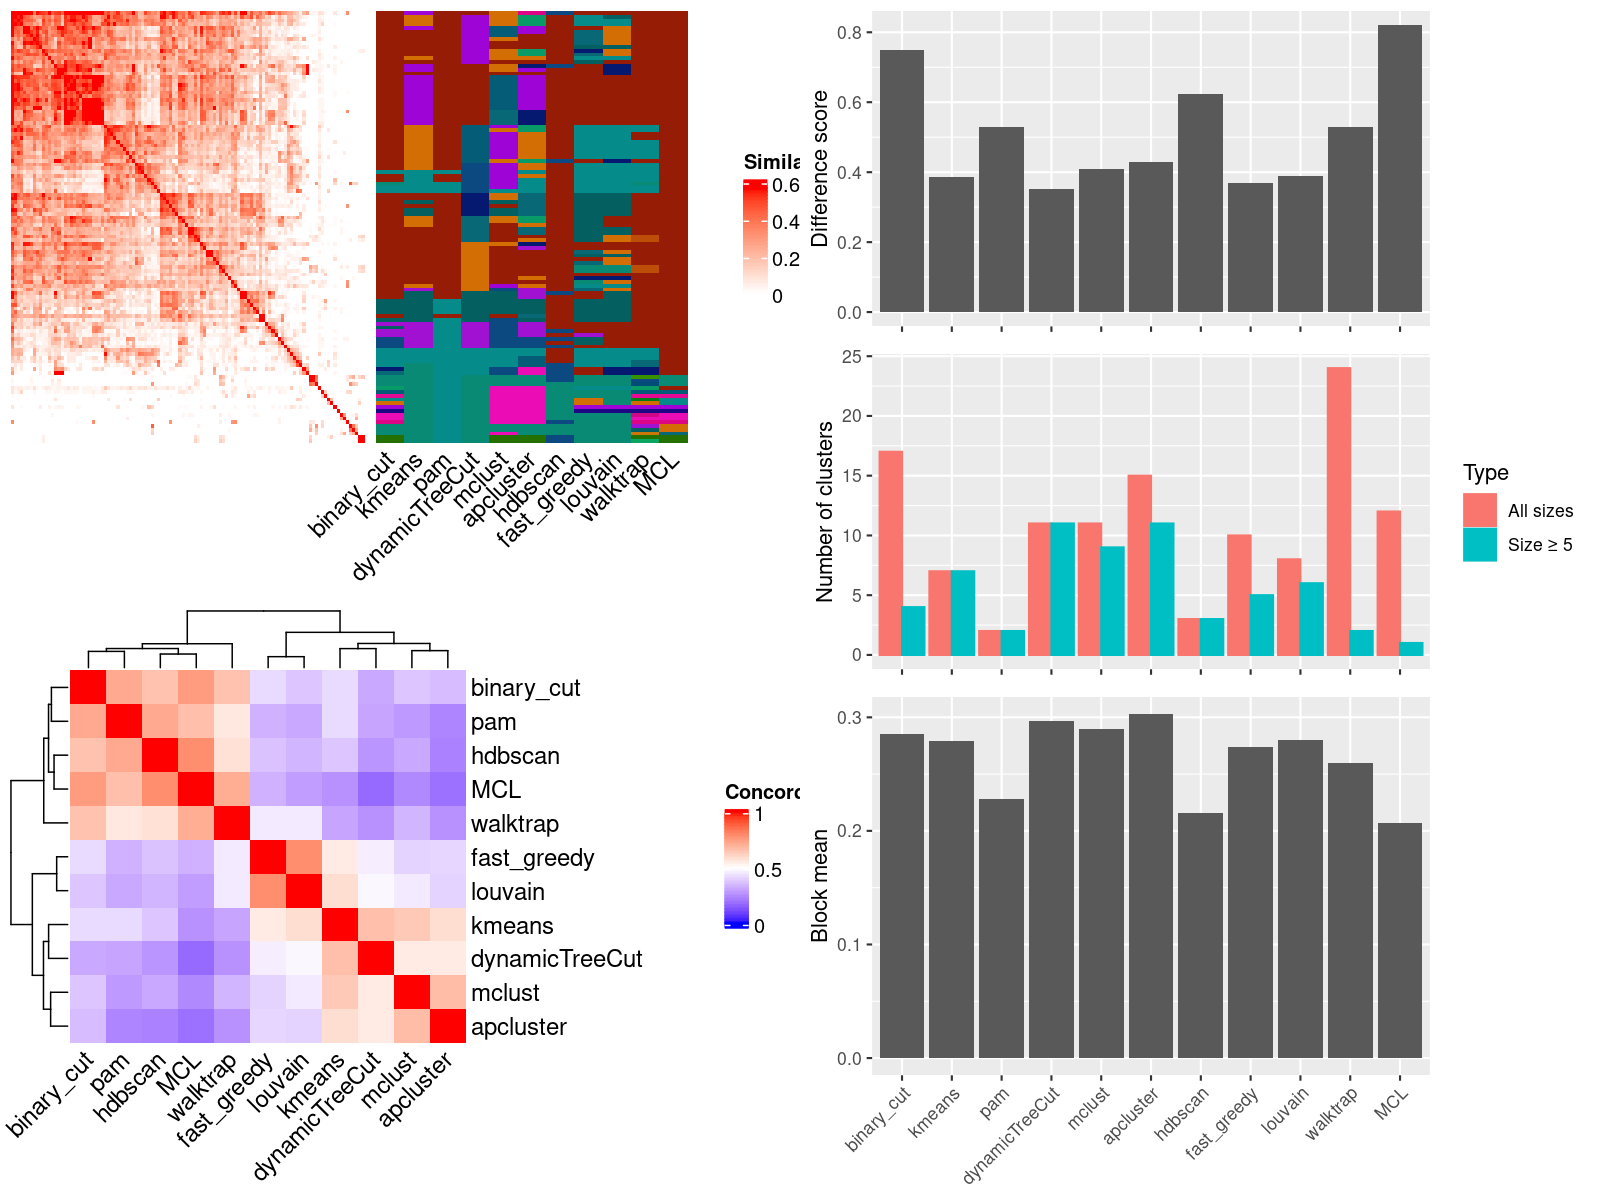 Simila
0.6
0.4
0.2
0
binary_cut
kmeans
pam
dynamicTreeCut
mclust
apcluster
hdbscan
fast_greedy
louvain
walktrap
MCL
Difference score
0.8
0.6
0.4
0.2
0.0
Number of clusters
25
20
15
10
5
0
Type
All sizes
Size ≥ 5
binary_cut
pam
hdbscan
MCL
walktrap
fast_greedy
louvain
kmeans
dynamicTreeCut
mclust
apcluster
binary_cut
pam
hdbscan
MCL
walktrap
fast_greedy
louvain
kmeans
dynamicTreeCut
mclust
apcluster
Concord
1
0.5
0
Block mean
0.3
0.2
0.1
0.0
binary_cut
kmeans
pam
dynamicTreeCut
mclust
apcluster
hdbscan
fast_greedy
louvain
walktrap
MCL